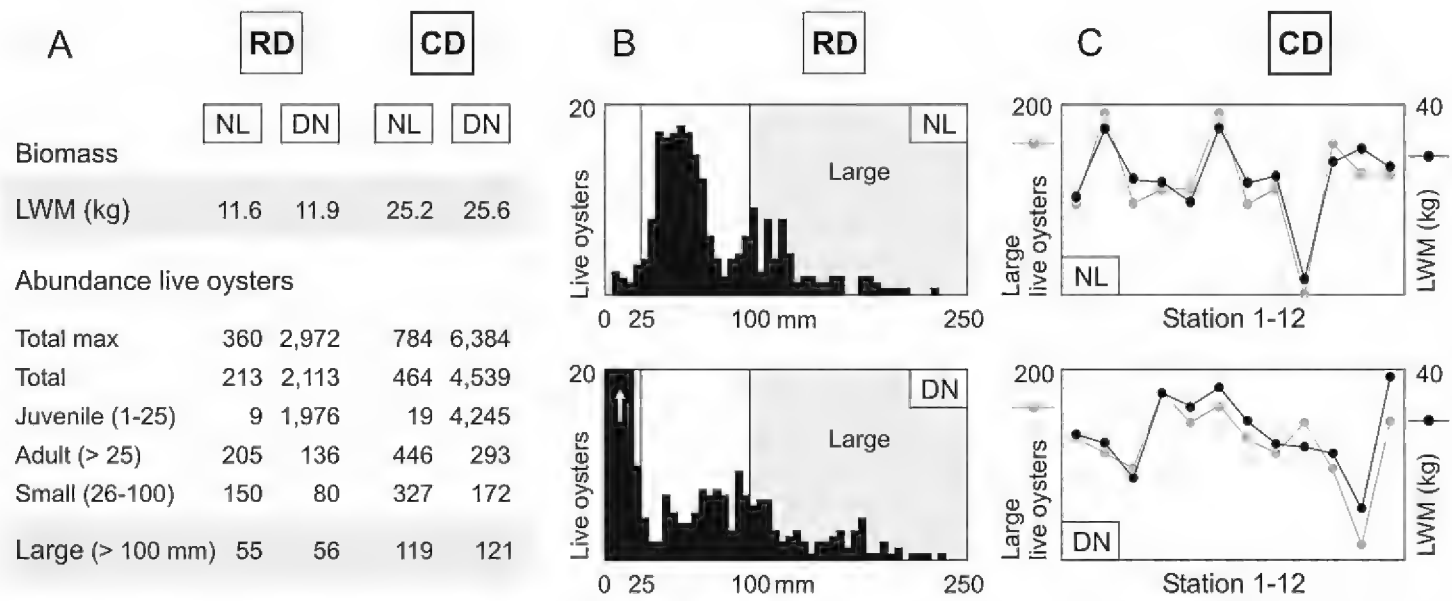 A
RD CD
NL DN NL DN
Biomass
LWM (kg) 11.6 11.9 25.2 25.6
Abundance live oysters
Total max 360 2,972 784 6,384
Total 213 2,113 464 4,539
Juvenile (1-25) 9 1,976 19 4,245
Adult (> 25) 205 136 446 293
Small (26-100) 150 80 327 172
Large (> 100 mm) 55 56 119 121
B
RD
20
NL
Large
Live oysters
0 25 100 mm 250
20
DN
Large
Live oysters
0 25 100 mm 250
C
CD
200 40
Large
live oysters
LWM (kg)
NL
Station 1-12
200 40
Large
live oysters
LWM (kg)
DN
Station 1-12